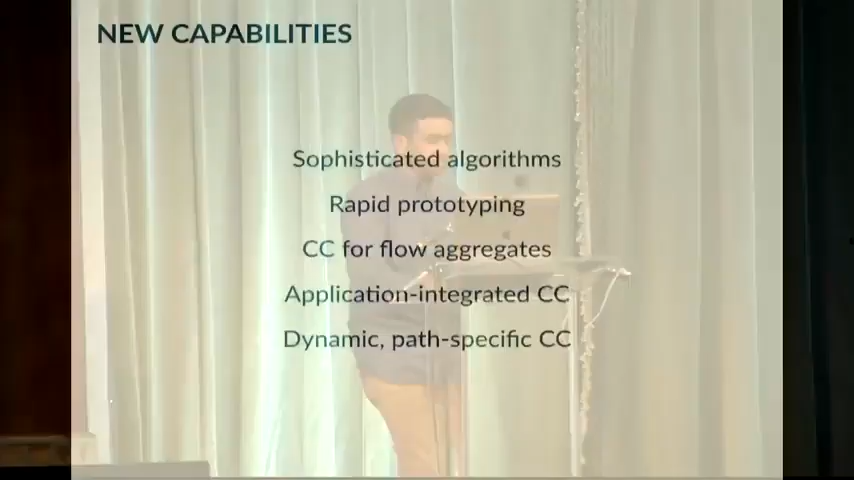 NEW CAPABILITIES
Sophisticated algorithms
Rapid prototyping
CC for flow aggregates
Application-integrated CC
Dynamic, path-specific CC